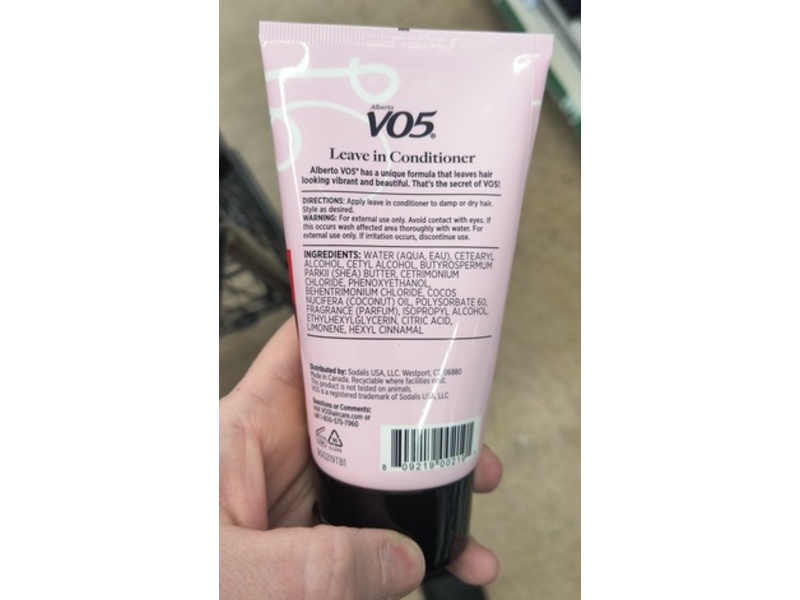 Alberto
VO5®
Leave in Conditioner
Alberto VO5® has a unique formula that leaves hair
looking vibrant and beautiful. That's the secret of VO5!
DIRECTIONS: Apply leave in conditioner to damp or dry hair.
Style as desired.
WARNING: For external use only. Avoid contact with eyes. If
this occurs wash affected area thoroughly with water. For
external use only. If irritation occurs, discontinue use.
INGREDIENTS: WATER (AQUA, EAU), CETEARYL
ALCOHOL, CETYL ALCOHOL, BUTYROSPERMUM
PARKII (SHEA) BUTTER, CETRIMONIUM
CHLORIDE, PHENOXYETHANOL,
BEHENTRIMONIUM CHLORIDE, COCOS
NUCIFERA (COCONUT) OIL, POLYSORBATE 60,
FRAGRANCE (PARFUM), ISOPROPYL ALCOHOL,
ETHYLHEXYLGLYCERIN, CITRIC ACID,
LIMONENE, HEXYL CINNAMAL
Distributed by: Sodalis USA, LLC. Westport, CT 06880
Made in Canada. Recyclable where facilities exist.
This product is not tested on animals.
VO5 is a registered trademark of Sodalis USA, LLC
Questions or Comments:
visit VO5haircare.com or
call 1-800-575-7960
900219TB1
8 09219 00219